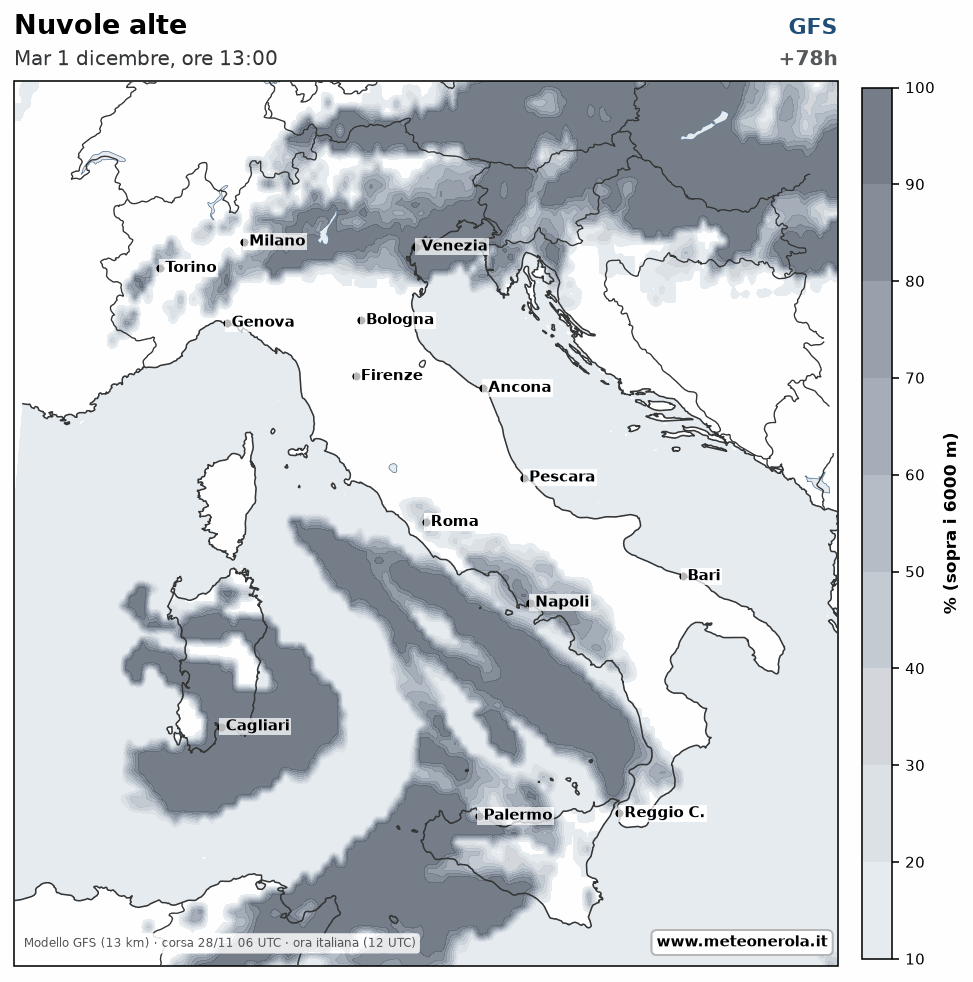 Nuvole alte
GFS
Mar 1 dicembre, ore 13:00
+78h
Milano
Venezia
Torino
Genova
Bologna
Firenze
Ancona
Pescara
Roma
Bari
Napoli
Cagliari
Palermo
Reggio C.
Modello GFS (13 km) · corsa 28/11 06 UTC · ora italiana (12 UTC)
www.meteonerola.it
100
90
80
70
60
50
40
30
20
10
% (sopra i 6000 m)